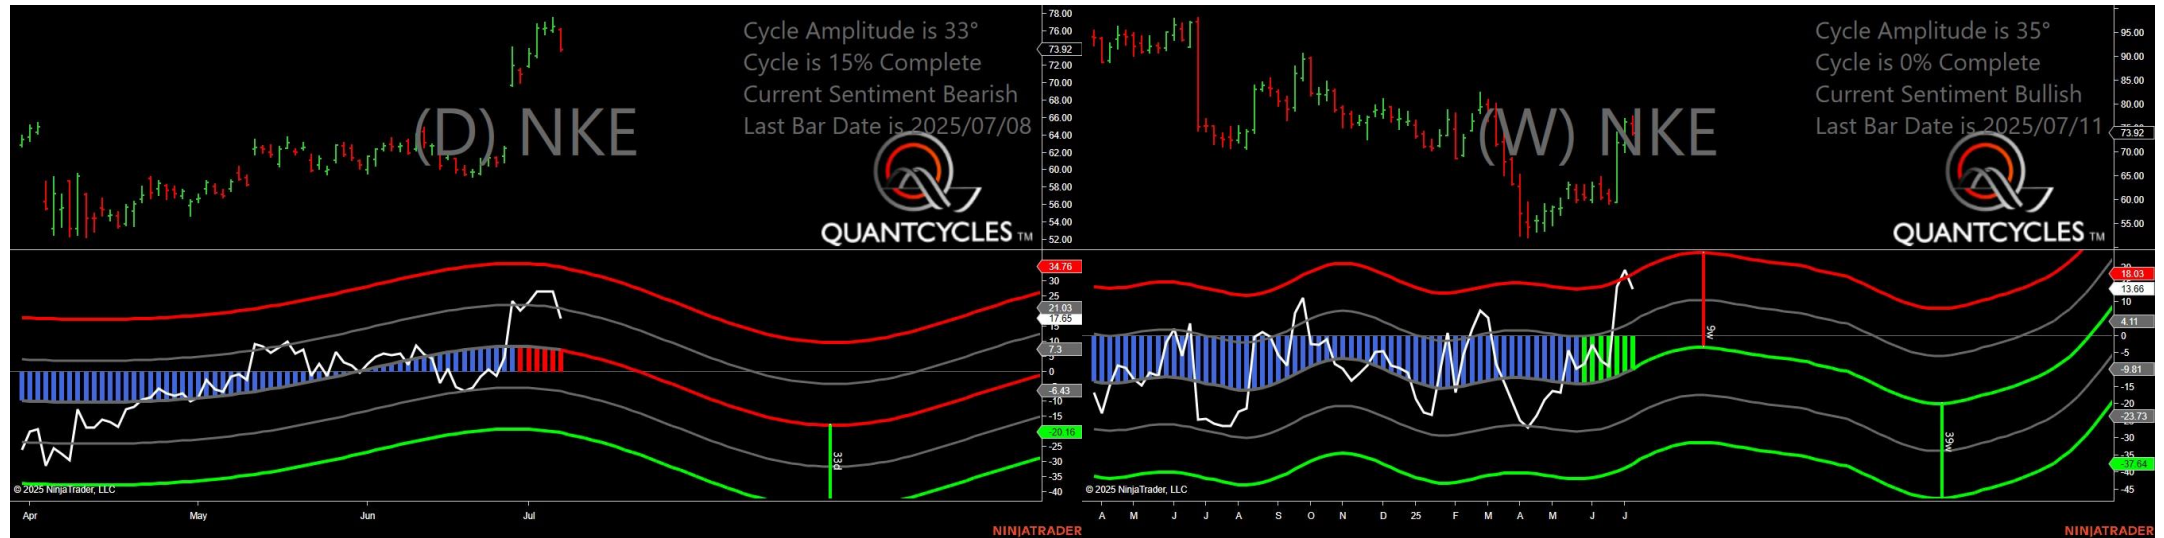 Cycle Amplitude is 33°
Cycle is 15% Complete
Current Sentiment Bearish
Last Bar Date is 2025/07/08
(D) NKE
QUANTCYCLES TM
78.00
76.00
73.92
72.00
70.00
68.00
66.00
64.00
62.00
60.00
58.00
56.00
54.00
52.00
34.76
30
25
21.03
17.65
15
10
7.3
0
-6.43
-10
-15
-20.16
-25
-30
-35
-40
33d
© 2025 NinjaTrader, LLC
Apr May Jun Jul
NINJATRADER
Cycle Amplitude is 35°
Cycle is 0% Complete
Current Sentiment Bullish
Last Bar Date is 2025/07/11
(W) NKE
QUANTCYCLES TM
95.00
90.00
85.00
80.00
73.92
70.00
65.00
60.00
55.00
18.03
13.66
10
4.11
0
-5
-9.81
-15
-20
-23.73
-30
-35
-37.64
-45
9w
39w
© 2025 NinjaTrader, LLC
A M J J A S O N D 25 F M A M J J
NINJATRADER